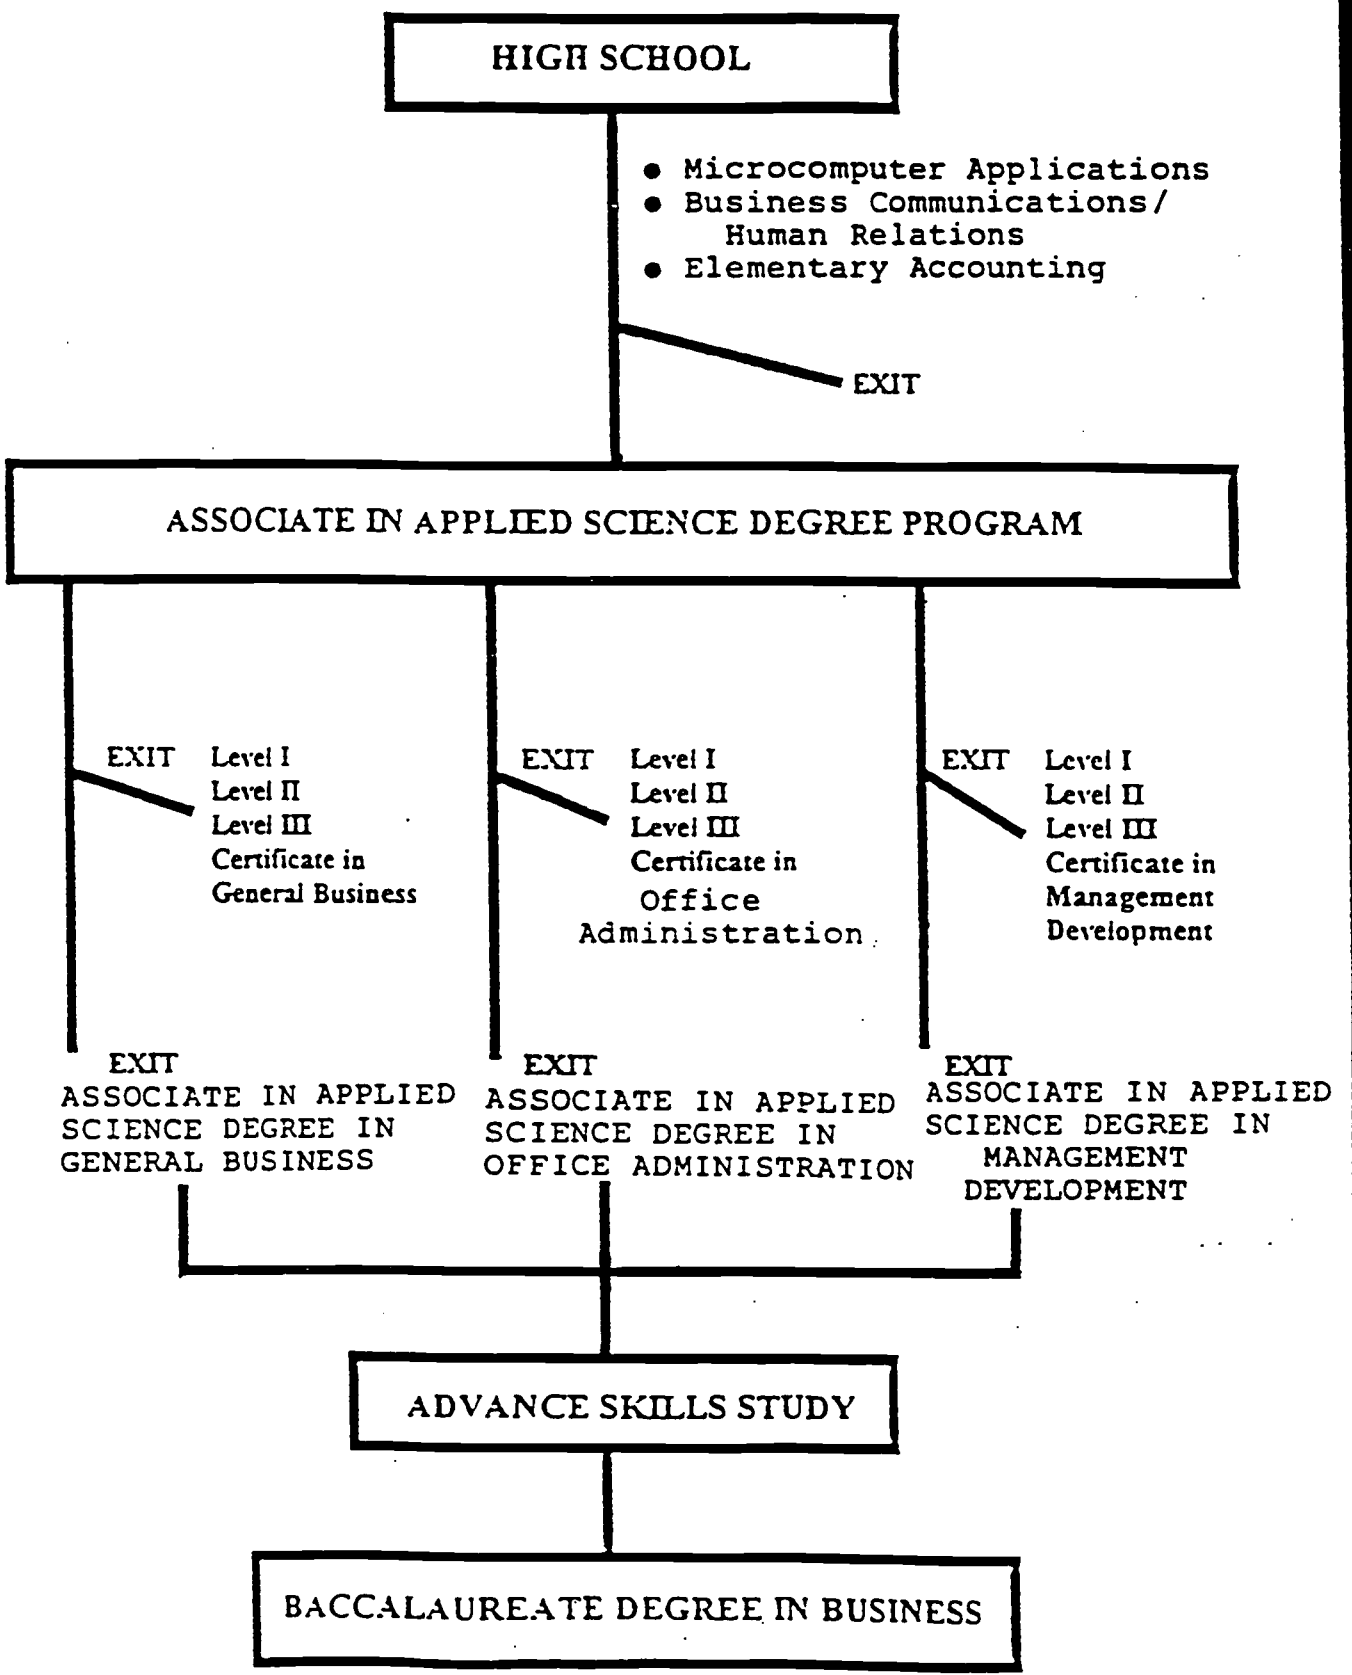 HIGH SCHOOL
● Microcomputer Applications
● Business Communications/
Human Relations
● Elementary Accounting
EXIT
ASSOCIATE IN APPLIED SCIENCE DEGREE PROGRAM
EXIT Level I
Level II
Level III
Certificate in
General Business
EXIT Level I
Level II
Level III
Certificate in
Office
Administration
EXIT Level I
Level II
Level III
Certificate in
Management
Development
EXIT
ASSOCIATE IN APPLIED
SCIENCE DEGREE IN
GENERAL BUSINESS
EXIT
ASSOCIATE IN APPLIED
SCIENCE DEGREE IN
OFFICE ADMINISTRATION
EXIT
ASSOCIATE IN APPLIED
SCIENCE DEGREE IN
MANAGEMENT
DEVELOPMENT
ADVANCE SKILLS STUDY
BACCALAUREATE DEGREE IN BUSINESS